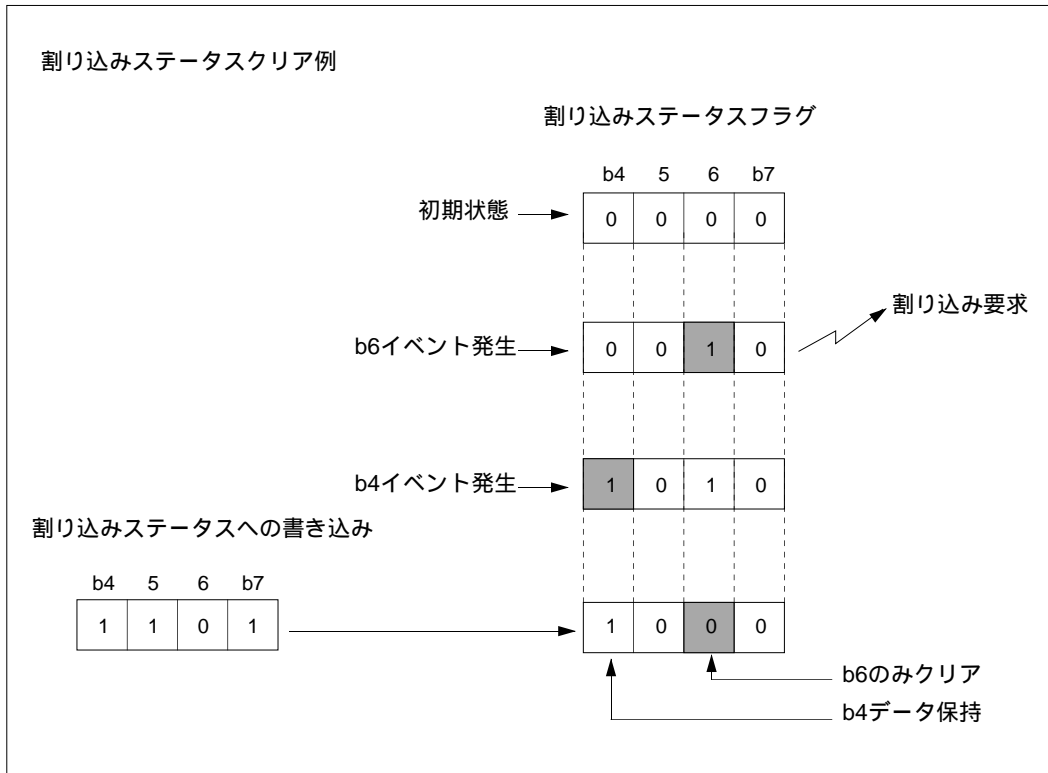 割り込みステータスクリア例
割り込みステータスフラグ
b4 5 6 b7
初期状態
0 0 0 0
割り込み要求
b6イベント発生
0 0 1 0
b4イベント発生
1 0 1 0
割り込みステータスへの書き込み
b4 5 6 b7
1 1 0 1
1 0 0 0
b6のみクリア
b4データ保持